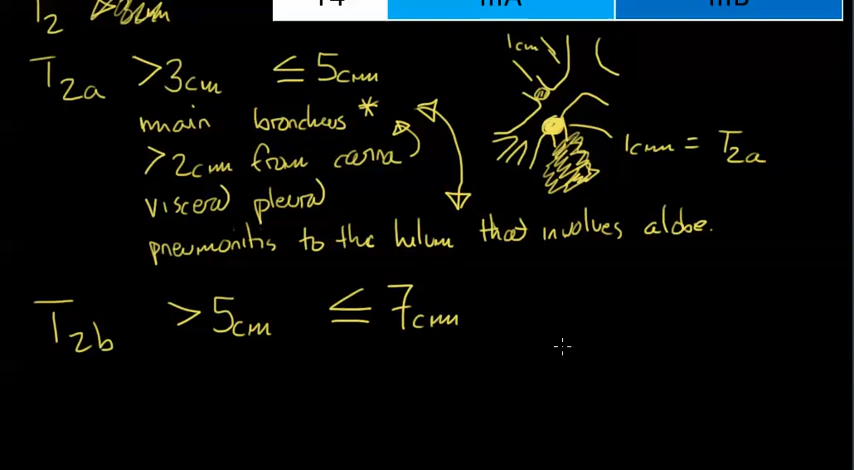 T4 IIIA IIIB
T2
T2a >3cm ≤ 5cm
1cm
main bronchus *
>2cm from carina
1cm = T2a
visceral pleural
pneumonitis to the hilum that involves a lobe.
T2b >5cm ≤ 7cm